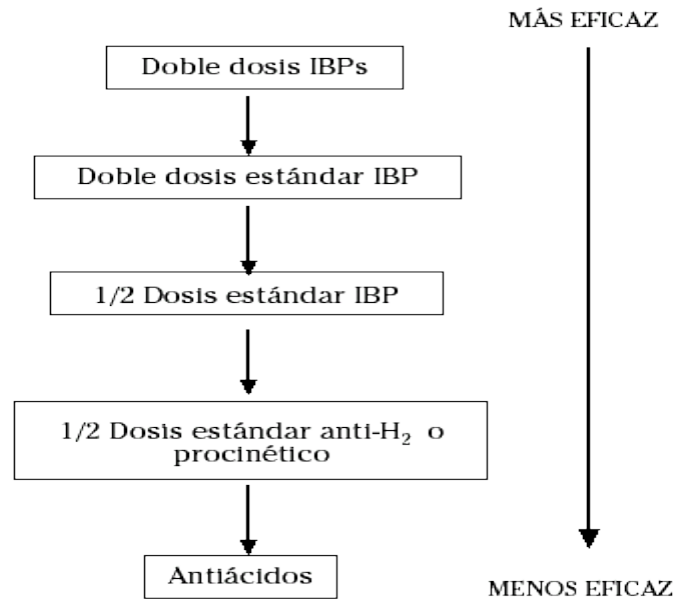 MÁS EFICAZ
Doble dosis IBPs
Doble dosis estándar IBP
1/2 Dosis estándar IBP
1/2 Dosis estándar anti-H₂ o
procinético
Antiácidos
MENOS EFICAZ